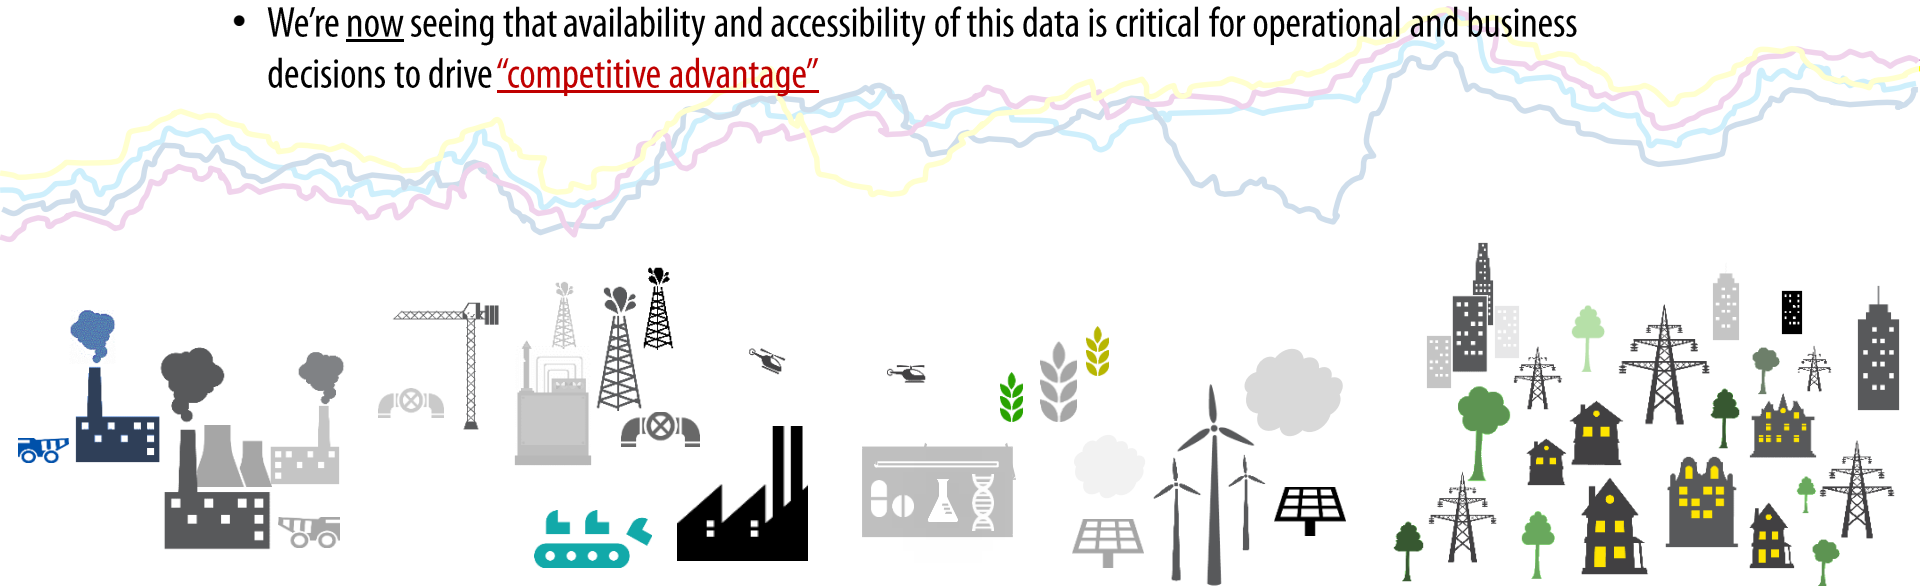 • We’re now seeing that availability and accessibility of this data is critical for operational and business
decisions to drive “competitive advantage”